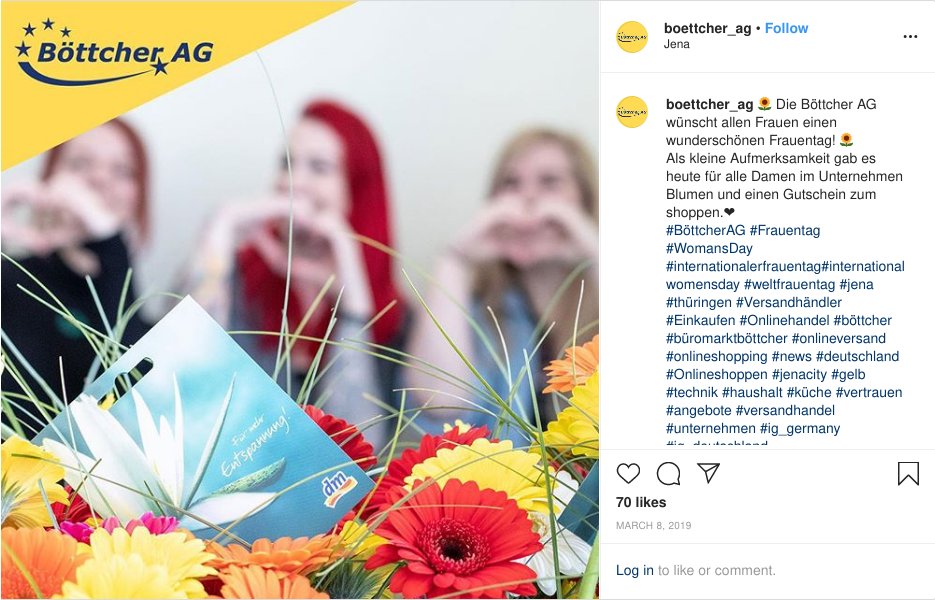 Böttcher AG
Für mehr
Entspannung!
dm
boettcher_ag • Follow
Jena
boettcher_ag 🌻 Die Böttcher AG
wünscht allen Frauen einen
wunderschönen Frauentag! 🌻
Als kleine Aufmerksamkeit gab es
heute für alle Damen im Unternehmen
Blumen und einen Gutschein zum
shoppen.❤
#BöttcherAG #Frauentag
#WomansDay
#internationalerfrauentag#international
womensday #weltfrauentag #jena
#thüringen #Versandhändler
#Einkaufen #Onlinehandel #böttcher
#büromarktböttcher #onlineversand
#onlineshopping #news #deutschland
#Onlineshoppen #jenacity #gelb
#technik #haushalt #küche #vertrauen
#angebote #versandhandel
#unternehmen #ig_germany
#ig_deutschland
70 likes
MARCH 8, 2019
Log in to like or comment.